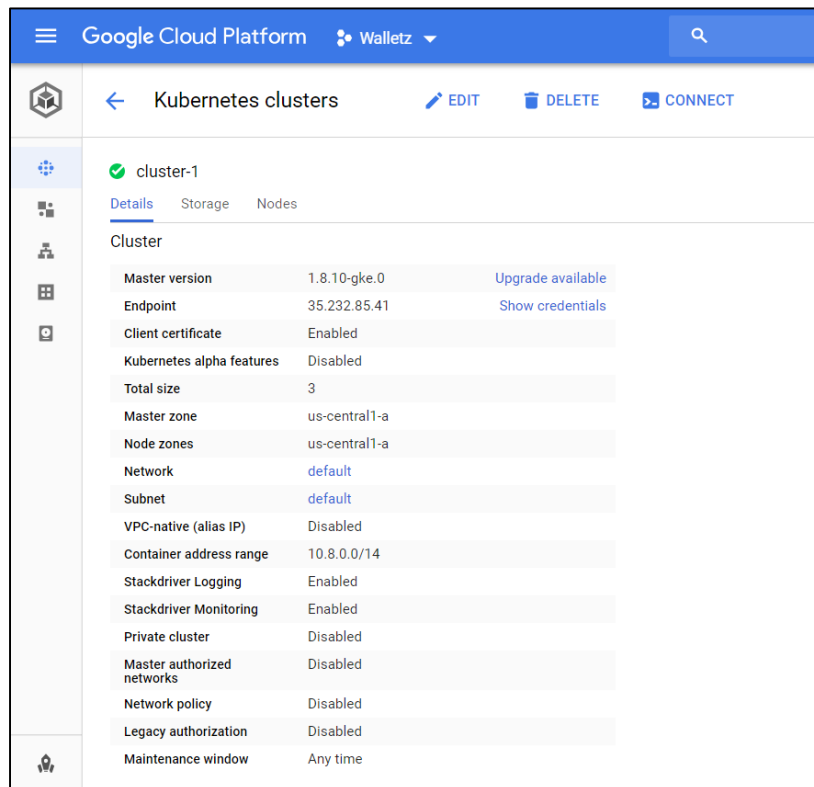 Google Cloud Platform Walletz
Kubernetes clusters EDIT DELETE CONNECT
cluster-1
Details Storage Nodes
Cluster
Master version 1.8.10-gke.0 Upgrade available
Endpoint 35.232.85.41 Show credentials
Client certificate Enabled
Kubernetes alpha features Disabled
Total size 3
Master zone us-central1-a
Node zones us-central1-a
Network default
Subnet default
VPC-native (alias IP) Disabled
Container address range 10.8.0.0/14
Stackdriver Logging Enabled
Stackdriver Monitoring Enabled
Private cluster Disabled
Master authorized Disabled
networks
Network policy Disabled
Legacy authorization Disabled
Maintenance window Any time